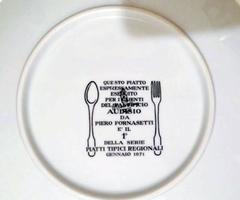 QUESTO PIATTO
ESPRESSAMENTE
ESEGUITO
PER I CLIENTI
DEL
AUDISIO
DA
PIERO FORNASETTI
E' IL
1°
DELLA SERIE
PIATTI TIPICI REGIONALI
GENNAIO 1971